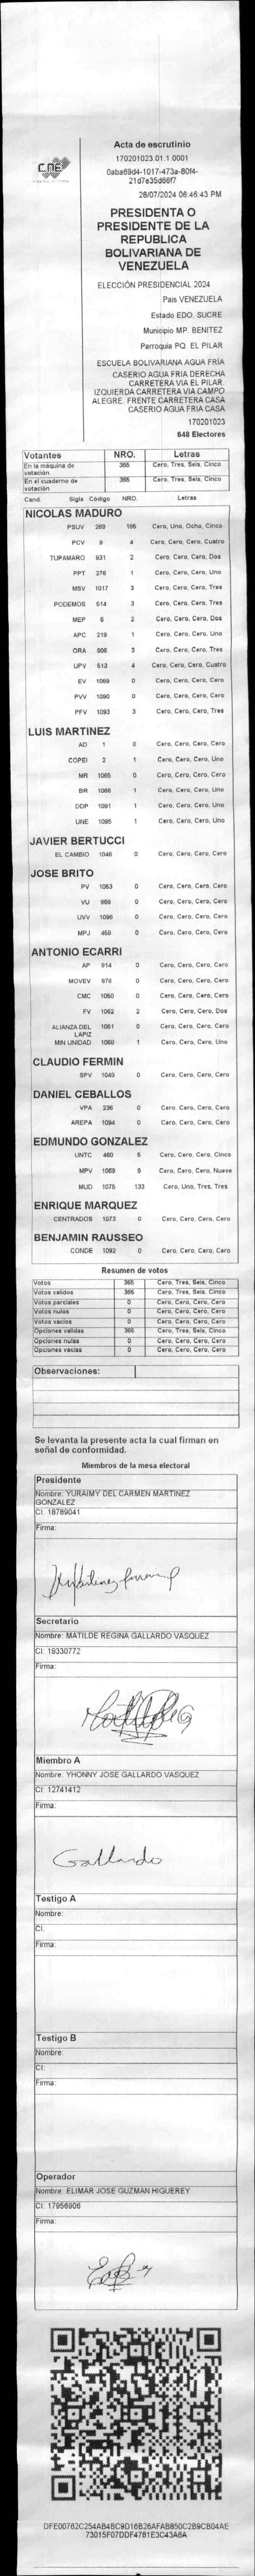 CNE
Acta de escrutinio
170201023.01.1.0001
0aba69d4-1017-473a-80f4-
21d7e35d66f7
28/07/2024 06:46:43 PM
PRESIDENTA O
PRESIDENTE DE LA
REPUBLICA
BOLIVARIANA DE
VENEZUELA
ELECCIÓN PRESIDENCIAL 2024
Pais VENEZUELA
Estado EDO. SUCRE
Municipio MP. BENITEZ
Parroquia PQ. EL PILAR
ESCUELA BOLIVARIANA AGUA FRÍA
CASERIO AGUA FRIA DERECHA
CARRETERA VIA EL PILAR.
IZQUIERDA CARRETERA VIA CAMPO
ALEGRE. FRENTE CARRETERA CASA
CASERIO AGUA FRIA CASA
170201023
648 Electores
Votantes NRO. Letras
En la máquina de votación 365 Cero, Tres, Seis, Cinco
En el cuaderno de votación 365 Cero, Tres, Seis, Cinco
Cand. Sigla Código NRO. Letras
NICOLAS MADURO
PSUV 269 185 Cero, Uno, Ocho, Cinco
PCV 9 4 Cero, Cero, Cero, Cuatro
TUPAMARO 931 2 Cero, Cero, Cero, Dos
PPT 276 1 Cero, Cero, Cero, Uno
MSV 1017 3 Cero, Cero, Cero, Tres
PODEMOS 514 3 Cero, Cero, Cero, Tres
MEP 6 2 Cero, Cero, Cero, Dos
APC 219 1 Cero, Cero, Cero, Uno
ORA 906 3 Cero, Cero, Cero, Tres
UPV 513 4 Cero, Cero, Cero, Cuatro
EV 1089 0 Cero, Cero, Cero, Cero
PVV 1090 0 Cero, Cero, Cero, Cero
PFV 1093 3 Cero, Cero, Cero, Tres
LUIS MARTINEZ
AD 1 0 Cero, Cero, Cero, Cero
COPEI 2 1 Cero, Cero, Cero, Uno
MR 1065 0 Cero, Cero, Cero, Cero
BR 1066 1 Cero, Cero, Cero, Uno
DDP 1091 1 Cero, Cero, Cero, Uno
UNE 1095 1 Cero, Cero, Cero, Uno
JAVIER BERTUCCI
EL CAMBIO 1048 0 Cero, Cero, Cero, Cero
JOSE BRITO
PV 1053 0 Cero, Cero, Cero, Cero
VU 969 0 Cero, Cero, Cero, Cero
UVV 1096 0 Cero, Cero, Cero, Cero
MPJ 459 0 Cero, Cero, Cero, Cero
ANTONIO ECARRI
AP 914 0 Cero, Cero, Cero, Cero
MOVEV 979 0 Cero, Cero, Cero, Cero
CMC 1050 0 Cero, Cero, Cero, Cero
FV 1062 2 Cero, Cero, Cero, Dos
ALIANZA DEL LAPIZ 1061 0 Cero, Cero, Cero, Cero
MIN UNIDAD 1068 1 Cero, Cero, Cero, Uno
CLAUDIO FERMIN
SPV 1049 0 Cero, Cero, Cero, Cero
DANIEL CEBALLOS
VPA 236 0 Cero, Cero, Cero, Cero
AREPA 1094 0 Cero, Cero, Cero, Cero
EDMUNDO GONZALEZ
UNTC 460 5 Cero, Cero, Cero, Cinco
MPV 1069 9 Cero, Cero, Cero, Nueve
MUD 1075 133 Cero, Uno, Tres, Tres
ENRIQUE MARQUEZ
CENTRADOS 1073 0 Cero, Cero, Cero, Cero
BENJAMIN RAUSSEO
CONDE 1092 0 Cero, Cero, Cero, Cero
Resumen de votos
Votos 365 Cero, Tres, Seis, Cinco
Votos validos 365 Cero, Tres, Seis, Cinco
Votos parciales 0 Cero, Cero, Cero, Cero
Votos nulos 0 Cero, Cero, Cero, Cero
Votos vacios 0 Cero, Cero, Cero, Cero
Opciones validas 365 Cero, Tres, Seis, Cinco
Opciones nulas 0 Cero, Cero, Cero, Cero
Opciones vacias 0 Cero, Cero, Cero, Cero
Observaciones:
Se levanta la presente acta la cual firman en
señal de conformidad.
Miembros de la mesa electoral
Presidente
Nombre: YURAIMY DEL CARMEN MARTINEZ
GONZALEZ
CI: 18789041
Firma:
Secretario
Nombre: MATILDE REGINA GALLARDO VASQUEZ
CI: 19330772
Firma:
Miembro A
Nombre: YHONNY JOSE GALLARDO VASQUEZ
CI: 12741412
Firma:
Gallardo
Testigo A
Nombre:
CI:
Firma:
Testigo B
Nombre:
CI:
Firma:
Operador
Nombre: ELIMAR JOSE GUZMAN HIGUEREY
CI: 17956906
Firma:
DFE00762C254AB4BC9D16B26AFAB850C2B9CB04AE
73015F07DDF4781E3C43A6A